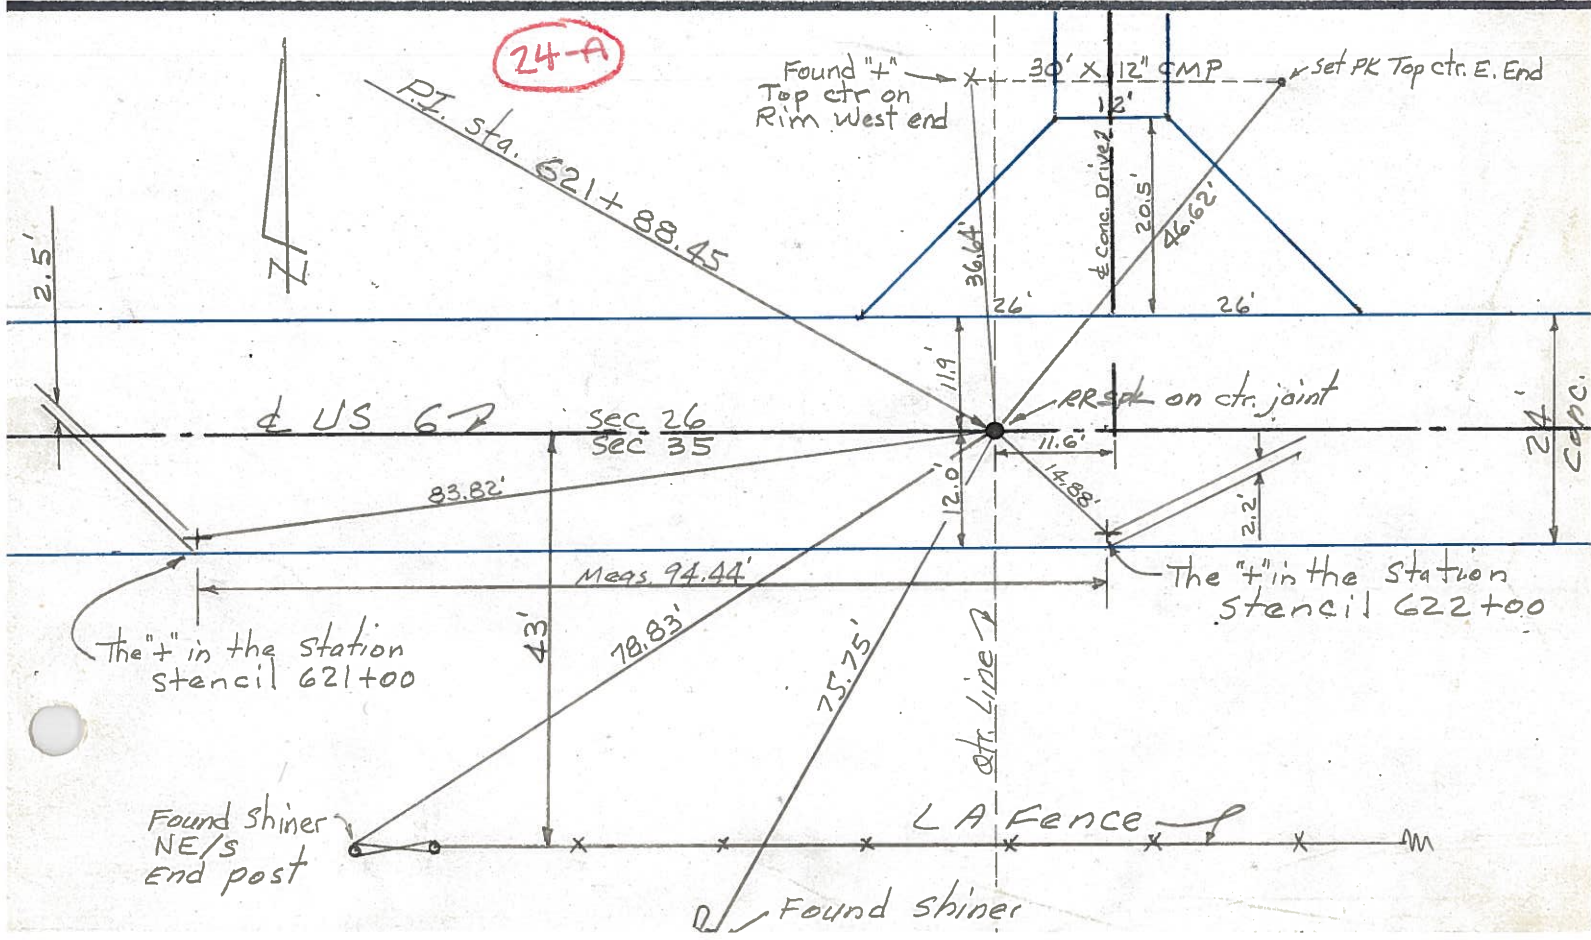 24-A
P.I. sta. 621+88.45
Found "+"
Top ctr on
Rim West end
30' X 12" CMP
Set PK Top ctr. E. End
12'
℄ Conc. Drive
20.5'
46.62'
36.64'
N
2.5'
26'
26'
11.9'
RR spk on ctr. joint
℄ US 6
Sec 26
Sec 35
24'
Conc.
11.6'
14.88'
12.0'
2.2'
83.82'
Meas. 94.44'
The "+" in the Station
Stencil 622+00
43'
78.83'
75.75'
The "+" in the Station
Stencil 621+00
Qtr. Line
Found Shiner
NE/S
End post
LA Fence
Found Shiner